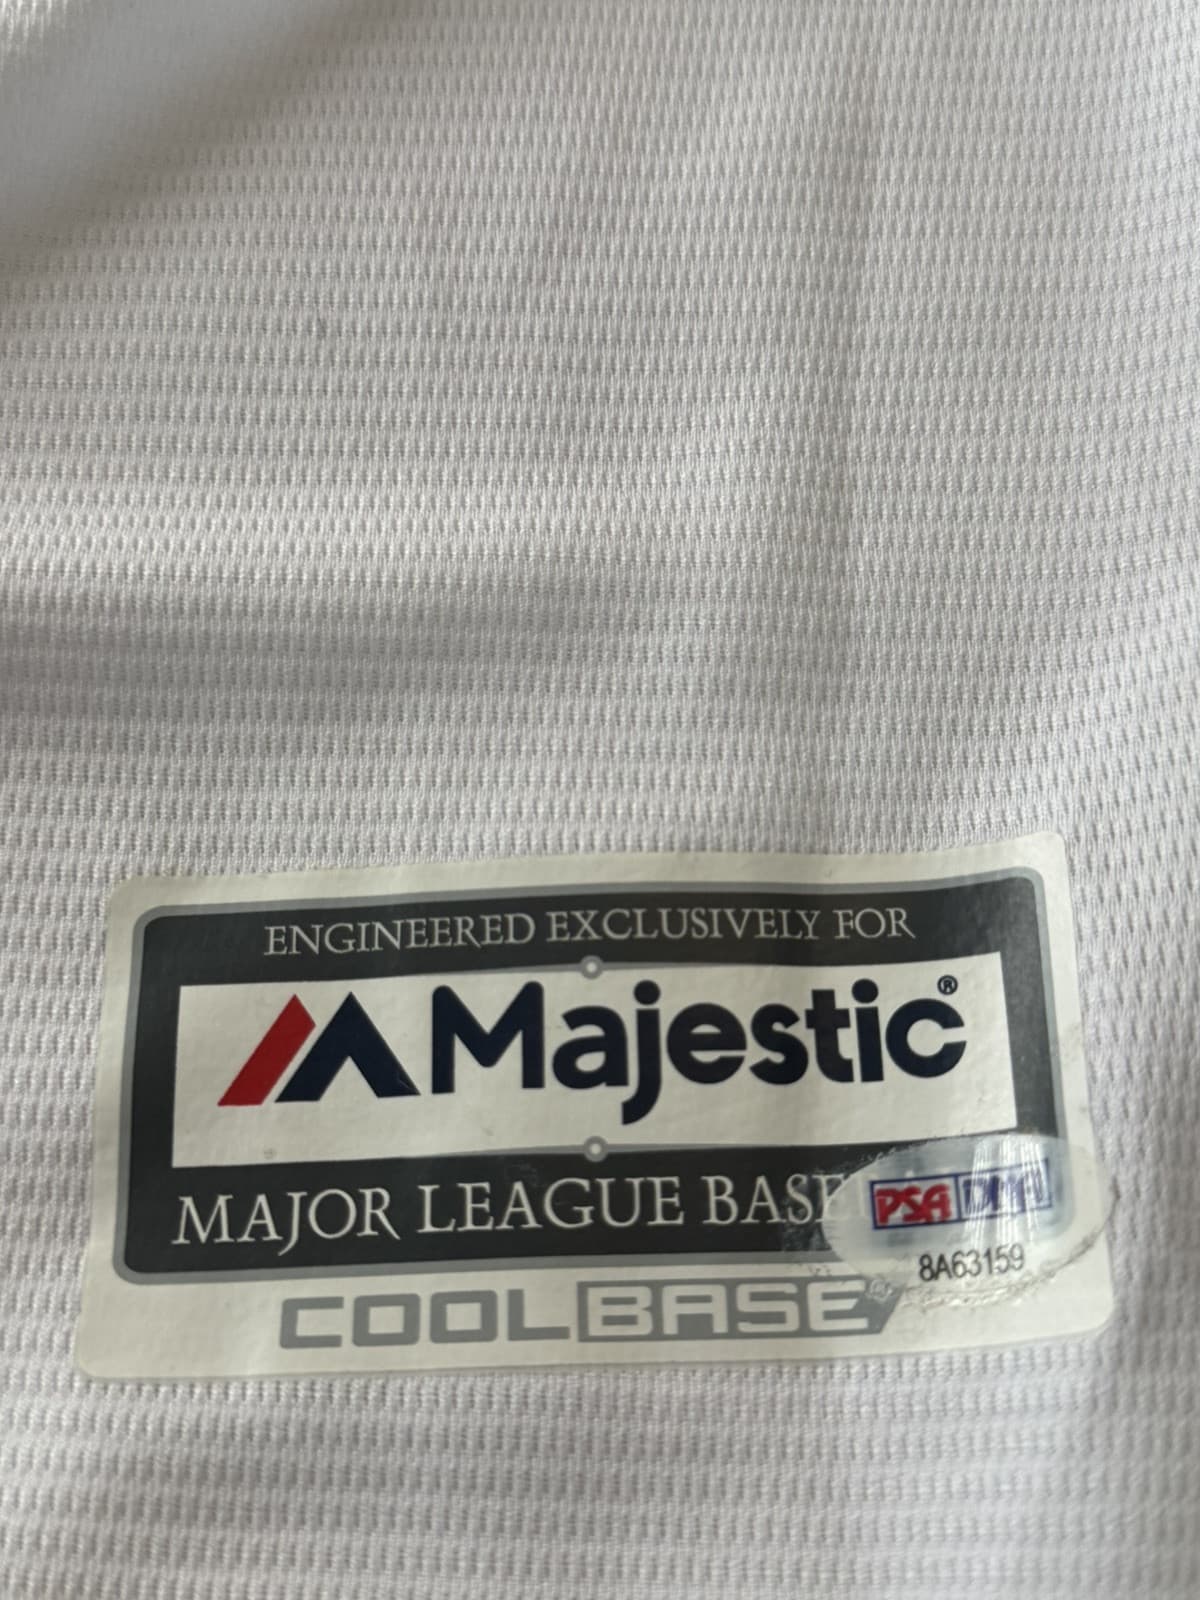 ENGINEERED EXCLUSIVELY FOR
Majestic®
MAJOR LEAGUE BASE
PSA DNA
8A63159
COOLBASE